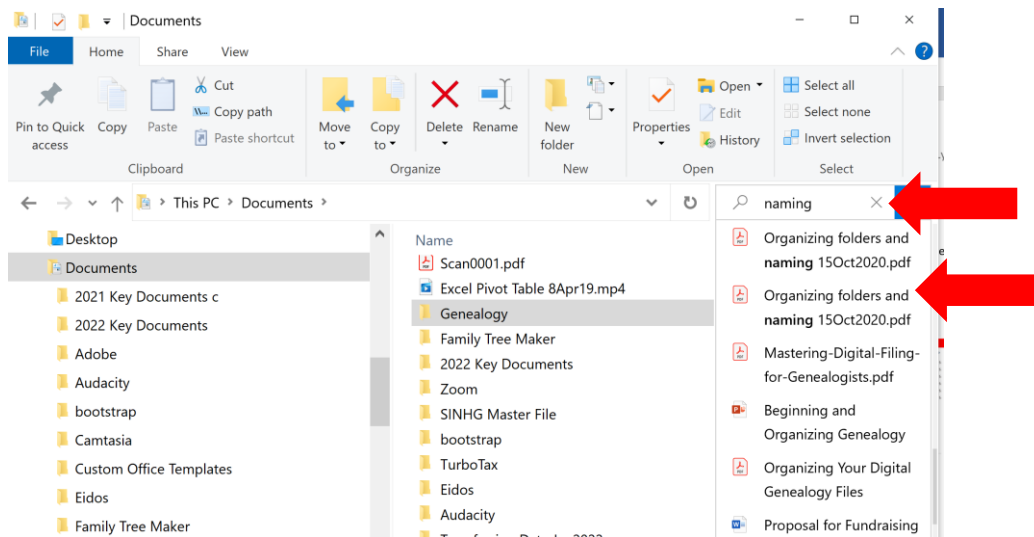 Documents
File Home Share View
Pin to Quick access
Copy
Paste
Cut
Copy path
Paste shortcut
Move to
Copy to
Delete
Rename
New folder
Properties
Open
Edit
History
Select all
Select none
Invert selection
Clipboard Organize New Open Select
This PC > Documents >
naming
Desktop
Documents
2021 Key Documents c
2022 Key Documents
Adobe
Audacity
bootstrap
Camtasia
Custom Office Templates
Eidos
Family Tree Maker
Name
Scan0001.pdf
Excel Pivot Table 8Apr19.mp4
Genealogy
Family Tree Maker
2022 Key Documents
Zoom
SINHG Master File
bootstrap
TurboTax
Eidos
Audacity
Organizing folders and
naming 15Oct2020.pdf
Organizing folders and
naming 15Oct2020.pdf
Mastering-Digital-Filing-
for-Genealogists.pdf
Beginning and
Organizing Genealogy
Organizing Your Digital
Genealogy Files
Proposal for Fundraising